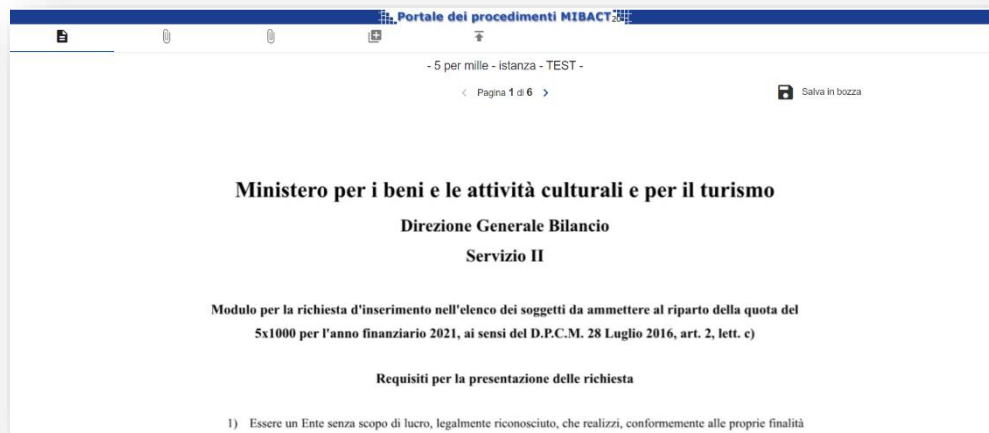 Portale dei procedimenti MIBACT
- 5 per mille - istanza - TEST -
Pagina 1 di 6
Salva in bozza
Ministero per i beni e le attività culturali e per il turismo
Direzione Generale Bilancio
Servizio II
Modulo per la richiesta d'inserimento nell'elenco dei soggetti da ammettere al riparto della quota del
5x1000 per l'anno finanziario 2021, ai sensi del D.P.C.M. 28 Luglio 2016, art. 2, lett. c)
Requisiti per la presentazione delle richiesta
1) Essere un Ente senza scopo di lucro, legalmente riconosciuto, che realizzi, conformemente alle proprie finalità